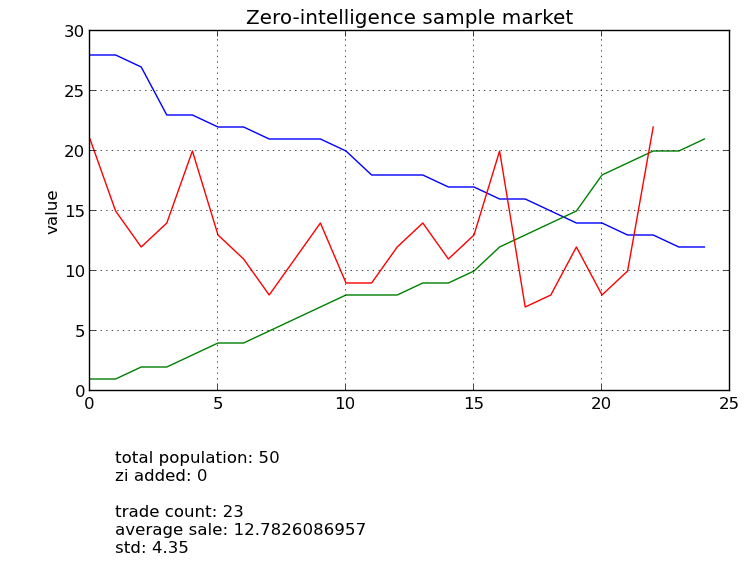 Zero-intelligence sample market
30
25
20
15
10
5
0
value
0 5 10 15 20 25
total population: 50
zi added: 0
trade count: 23
average sale: 12.7826086957
std: 4.35